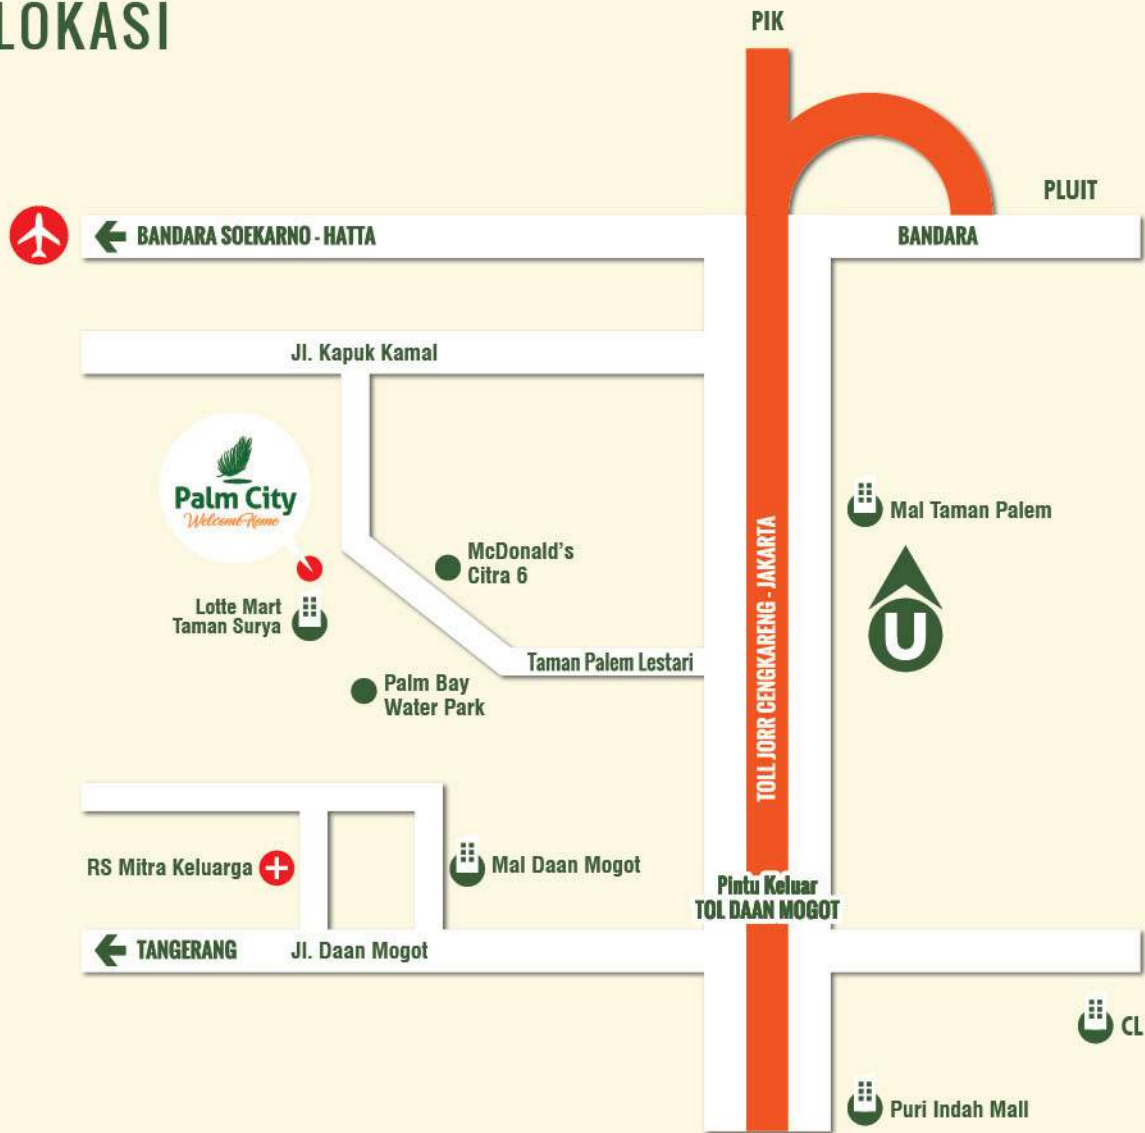 LOKASI
PIK
PLUIT
BANDARA SOEKARNO - HATTA
BANDARA
Jl. Kapuk Kamal
Palm City
Welcome Home
Mal Taman Palem
McDonald's
Citra 6
TOLL JORR CENGKARENG - JAKARTA
Lotte Mart
Taman Surya
U
Taman Palem Lestari
Palm Bay
Water Park
RS Mitra Keluarga
Mal Daan Mogot
Pintu Keluar
TOL DAAN MOGOT
TANGERANG
Jl. Daan Mogot
CL
Puri Indah Mall